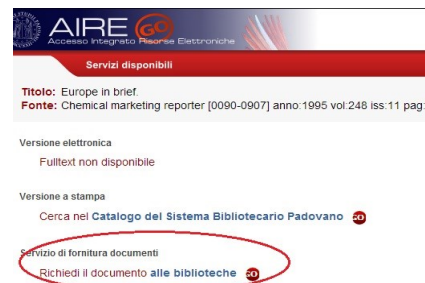 AIRE GO
Accesso Integrato Risorse Elettroniche
Servizi disponibili
Titolo: Europe in brief.
Fonte: Chemical marketing reporter [0090-0907] anno:1995 vol:248 iss:11 pag:
Versione elettronica
Fulltext non disponibile
Versione a stampa
Cerca nel Catalogo del Sistema Bibliotecario Padovano GO
Servizio di fornitura documenti
Richiedi il documento alle biblioteche GO